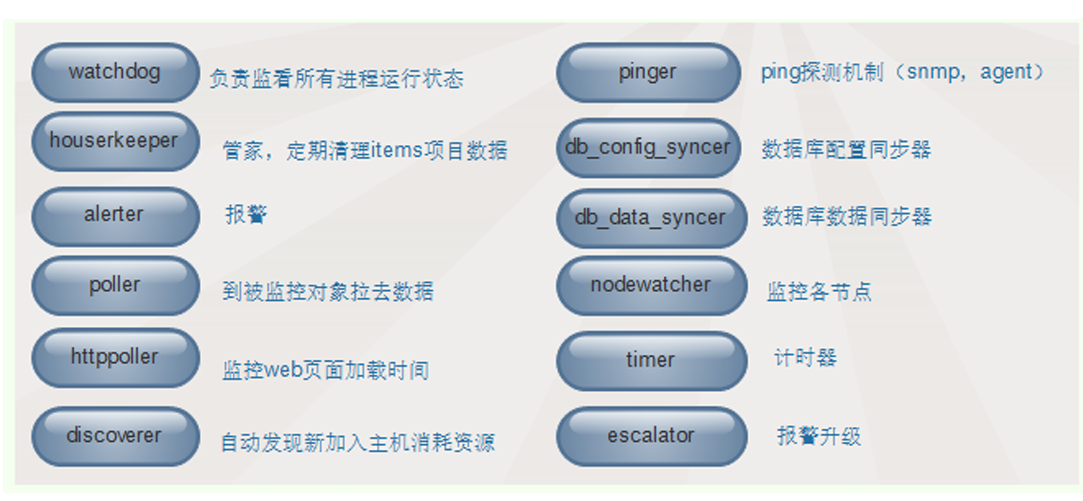 watchdog 负责监看所有进程运行状态
houserkeeper 管家，定期清理items项目数据
alerter 报警
poller 到被监控对象拉去数据
httppoller 监控web页面加载时间
discoverer 自动发现新加入主机消耗资源
pinger ping探测机制（snmp，agent）
db_config_syncer 数据库配置同步器
db_data_syncer 数据库数据同步器
nodewatcher 监控各节点
timer 计时器
escalator 报警升级